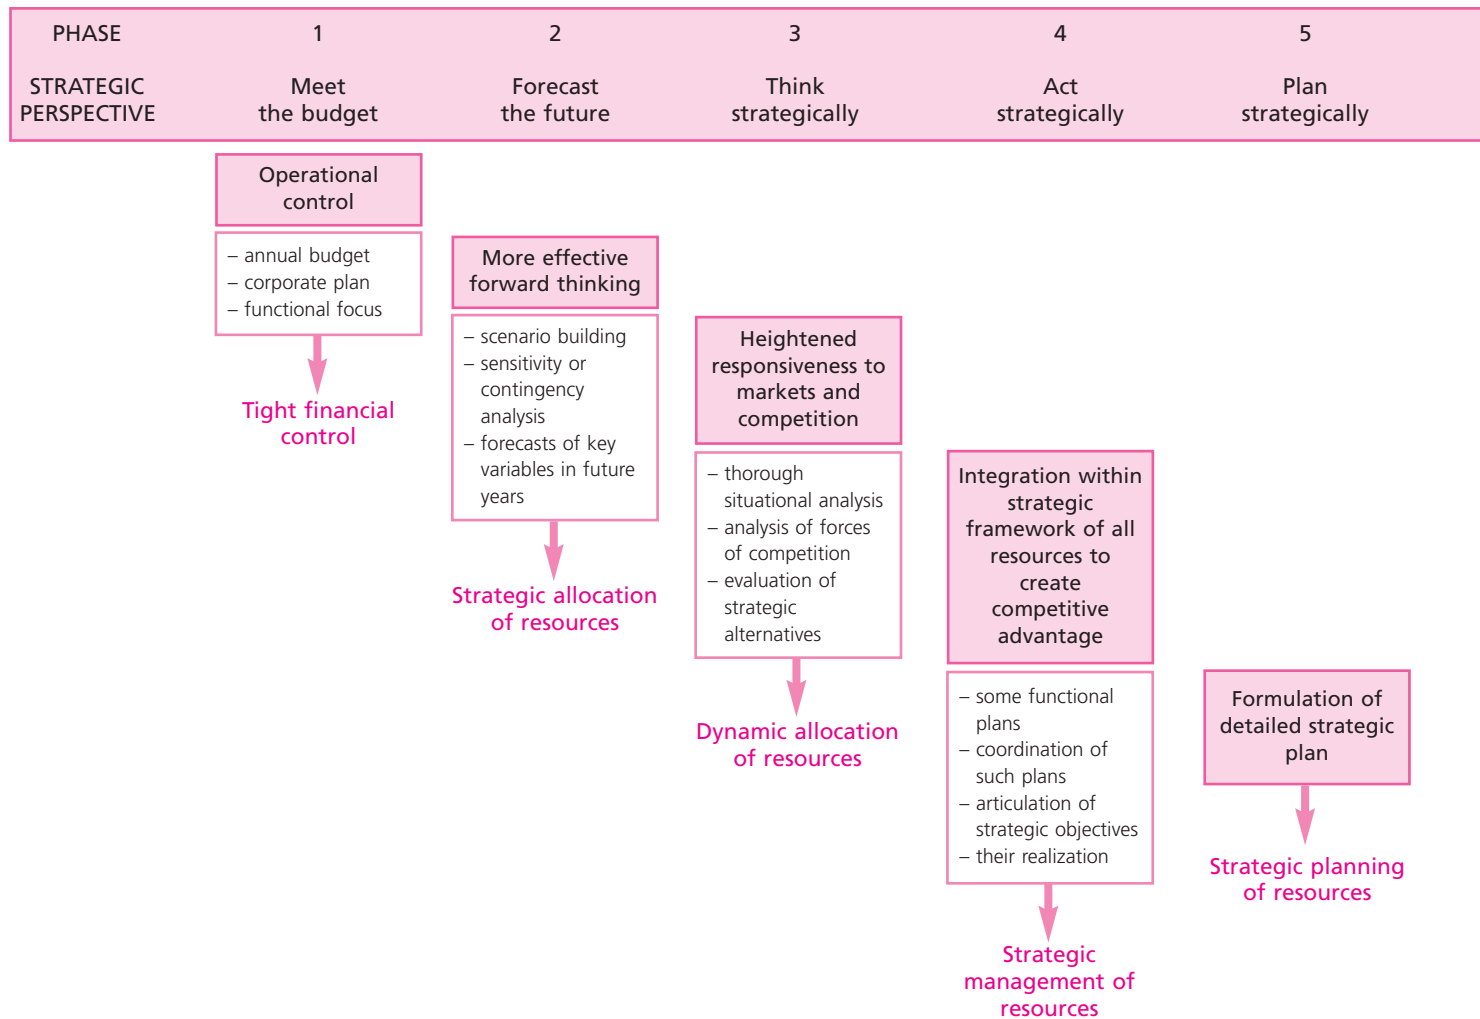 PHASE 1 2 3 4 5
STRATEGIC PERSPECTIVE
Meet
the budget
Forecast
the future
Think
strategically
Act
strategically
Plan
strategically
Operational
control
– annual budget
– corporate plan
– functional focus
Tight financial
control
More effective
forward thinking
– scenario building
– sensitivity or
contingency
analysis
– forecasts of key
variables in future
years
Strategic allocation
of resources
Heightened
responsiveness to
markets and
competition
– thorough
situational analysis
– analysis of forces
of competition
– evaluation of
strategic
alternatives
Dynamic allocation
of resources
Integration within
strategic
framework of all
resources to
create
competitive
advantage
– some functional
plans
– coordination of
such plans
– articulation of
strategic objectives
– their realization
Strategic
management of
resources
Formulation of
detailed strategic
plan
Strategic planning
of resources